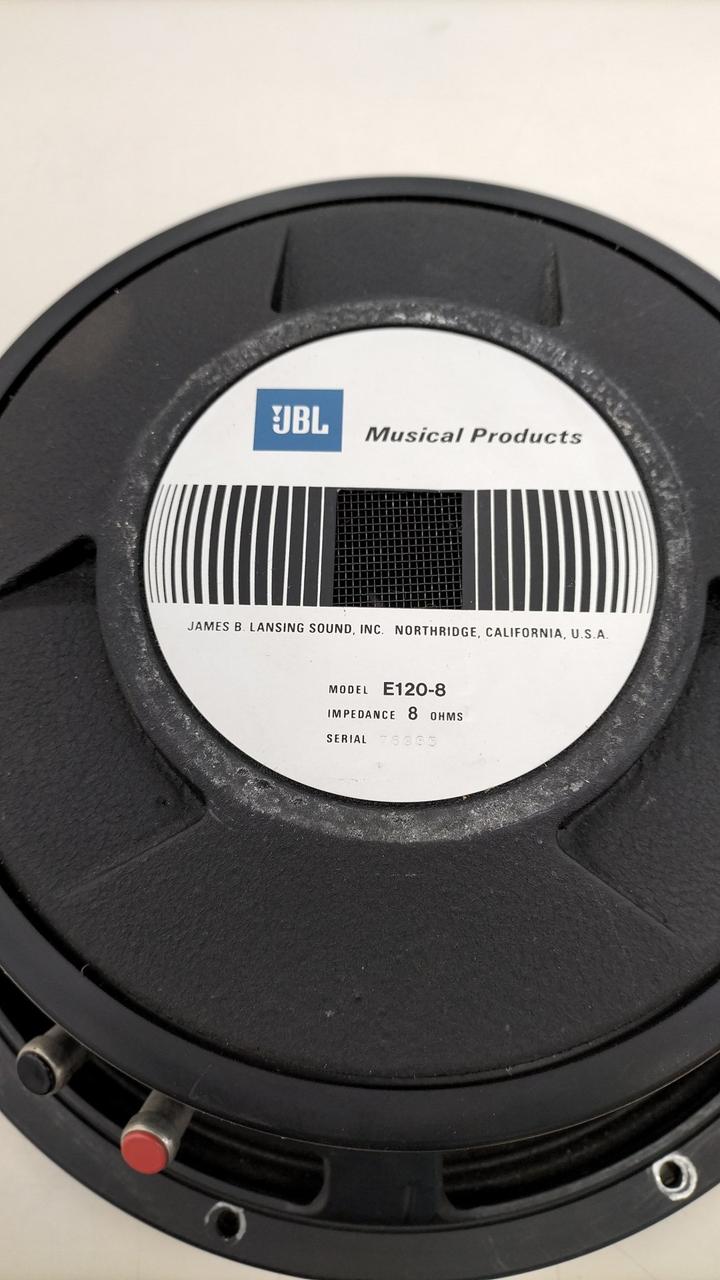 JBL
Musical Products
JAMES B. LANSING SOUND, INC. NORTHRIDGE, CALIFORNIA, U.S.A.
MODEL E120-8
IMPEDANCE 8 OHMS
SERIAL